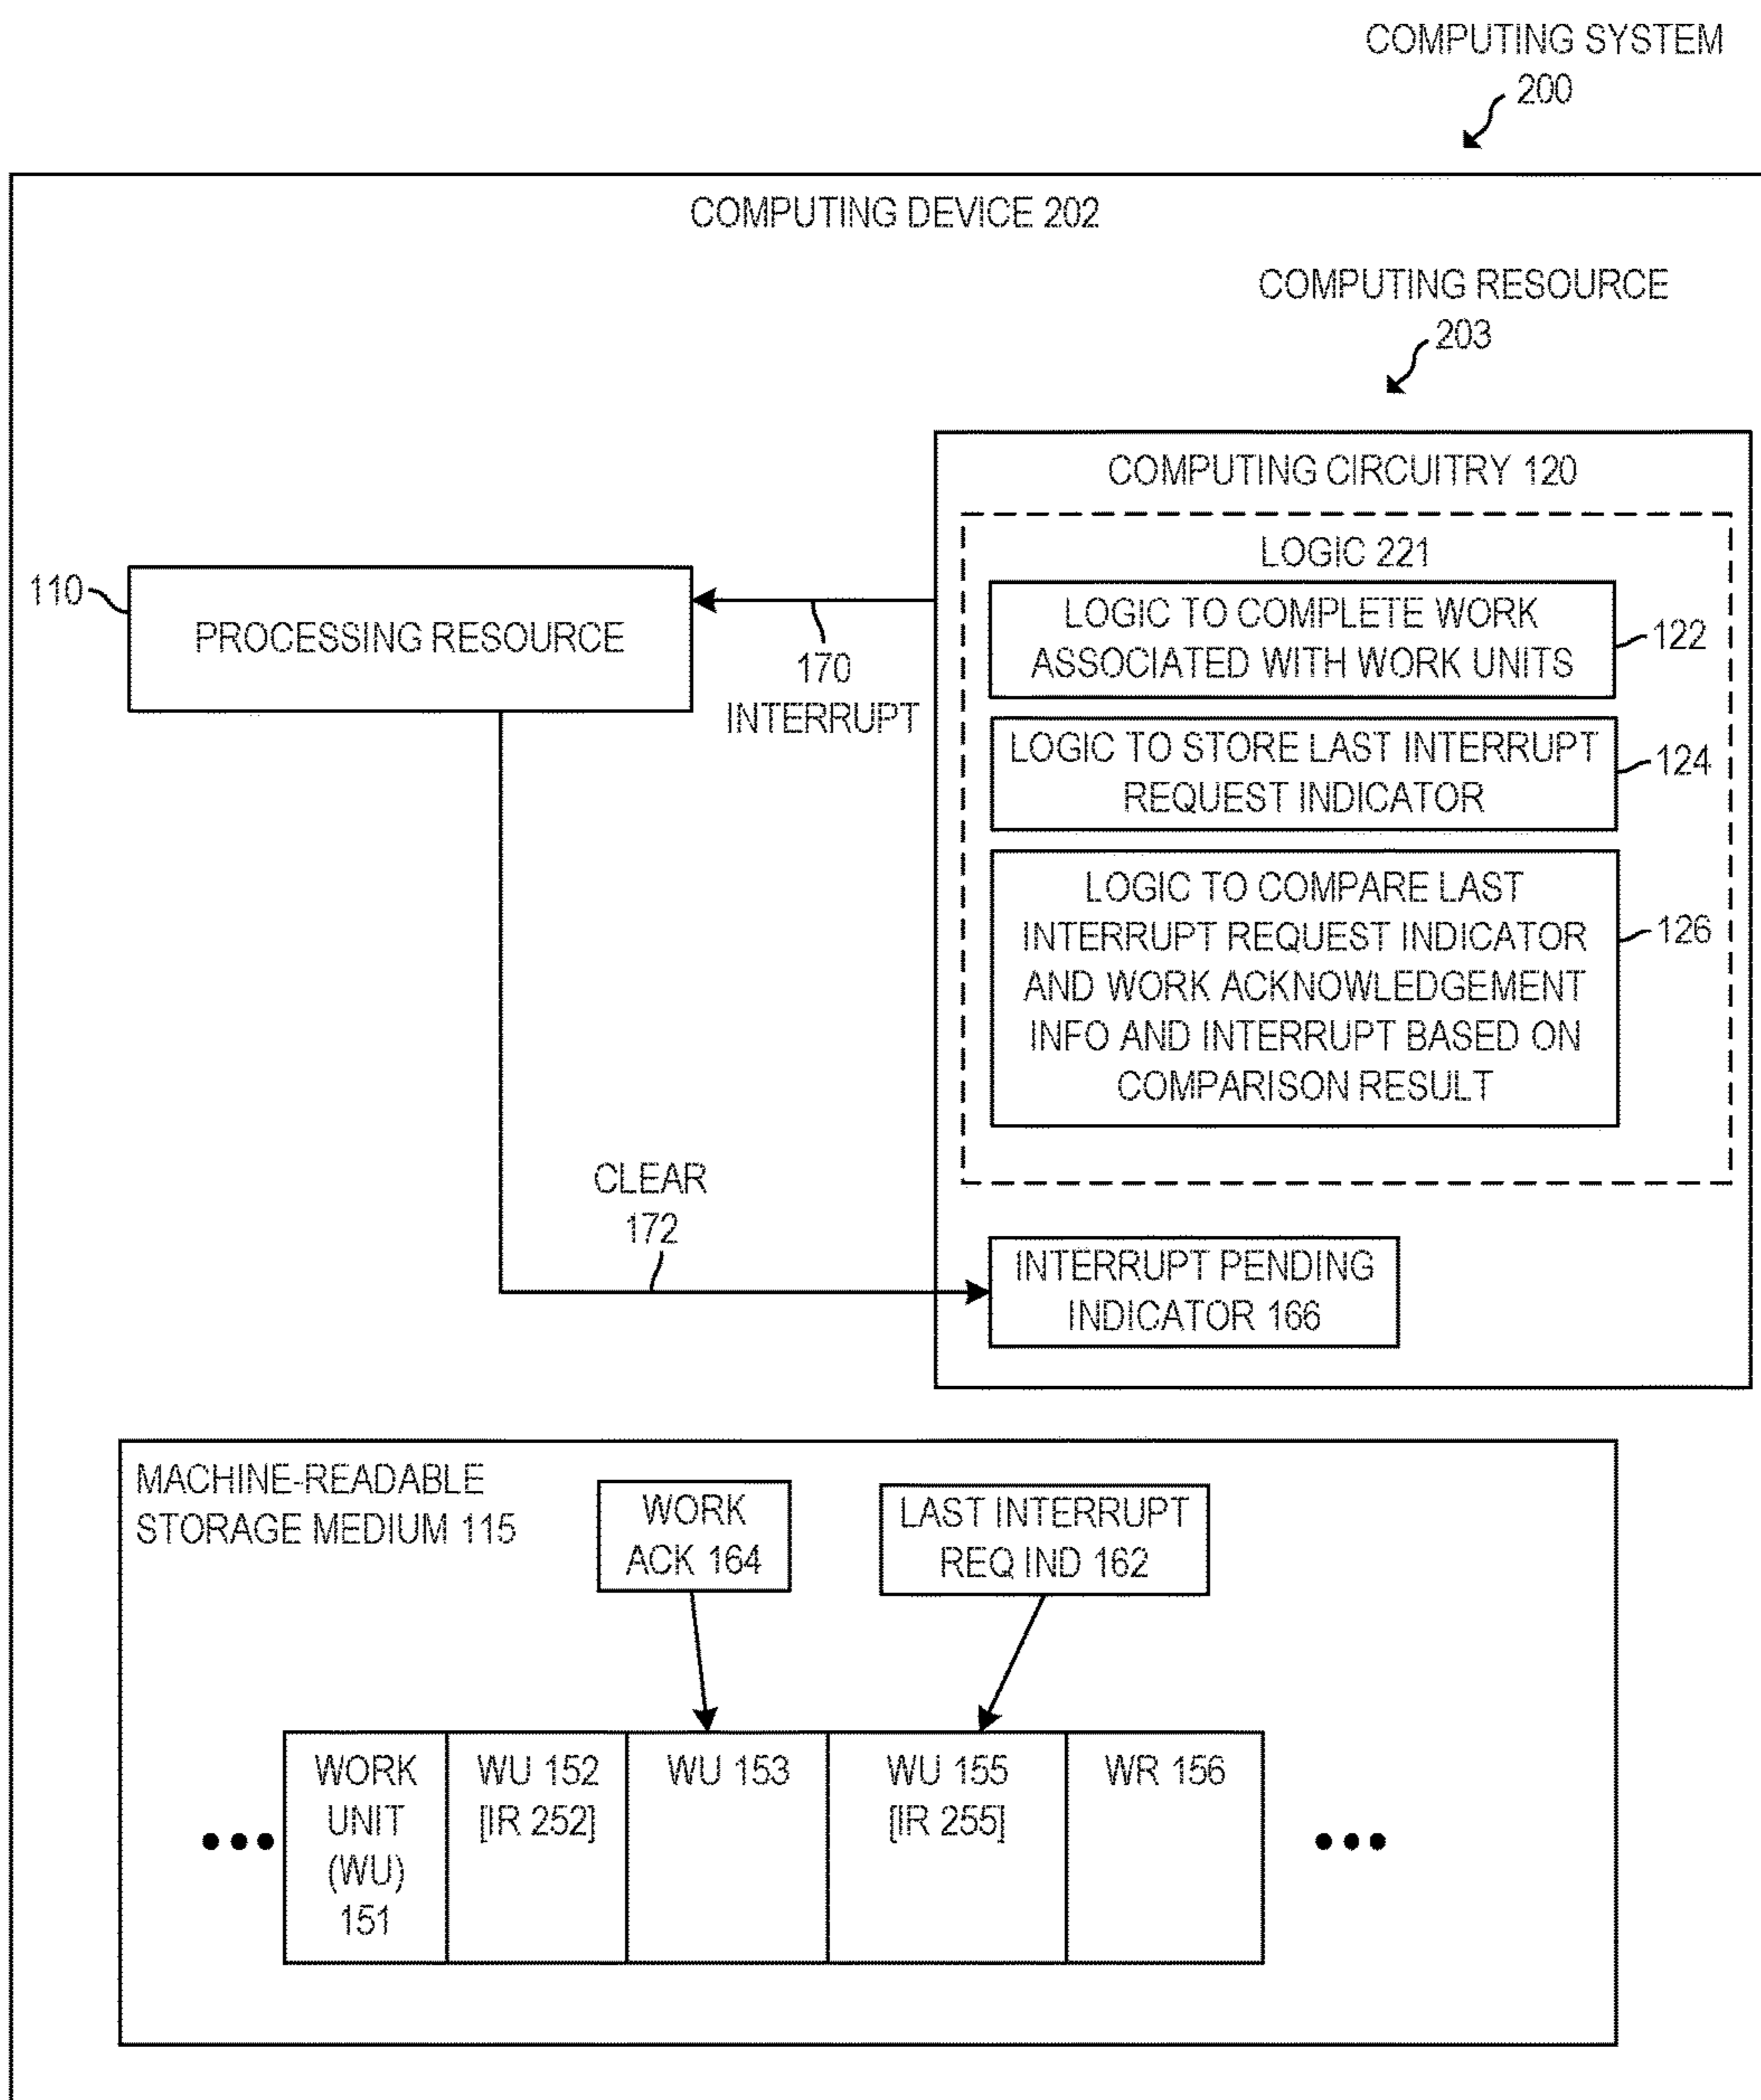 COMPUTING SYSTEM
200
COMPUTING DEVICE 202
COMPUTING RESOURCE
203
COMPUTING CIRCUITRY 120
LOGIC 221
LOGIC TO COMPLETE WORK
ASSOCIATED WITH WORK UNITS
122
LOGIC TO STORE LAST INTERRUPT
REQUEST INDICATOR
124
LOGIC TO COMPARE LAST
INTERRUPT REQUEST INDICATOR
AND WORK ACKNOWLEDGEMENT
INFO AND INTERRUPT BASED ON
COMPARISON RESULT
126
110
PROCESSING RESOURCE
170
INTERRUPT
CLEAR
172
INTERRUPT PENDING
INDICATOR 166
MACHINE-READABLE
STORAGE MEDIUM 115
WORK
ACK 164
LAST INTERRUPT
REQ IND 162
WORK
UNIT
(WU)
151
WU 152
[IR 252]
WU 153
WU 155
[IR 255]
WR 156